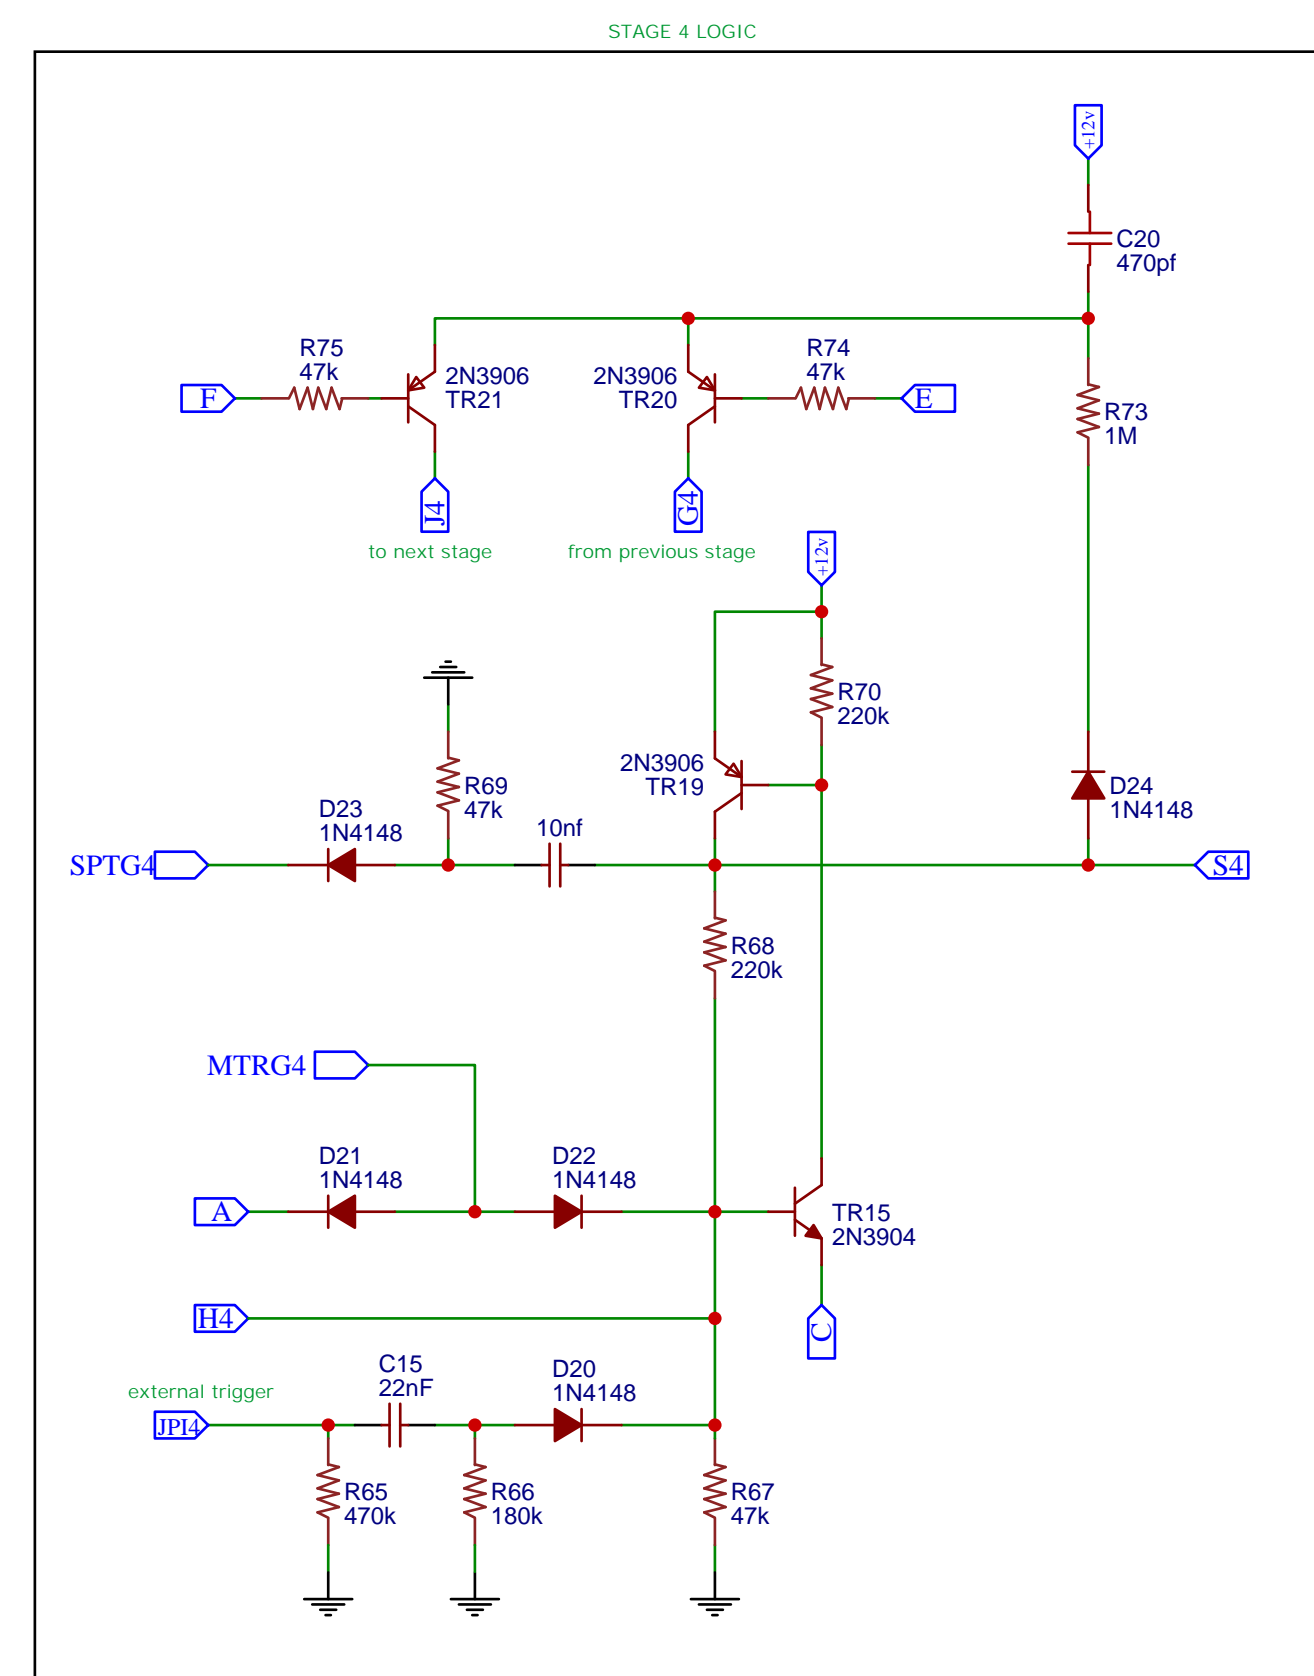 STAGE 4 LOGIC
+12v
C20
470pf
R75
47k
2N3906
TR21
2N3906
TR20
R74
47k
F
E
R73
1M
J4
G4
to next stage
from previous stage
+12v
R70
220k
2N3906
TR19
R69
47k
D24
1N4148
D23
1N4148
10nf
SPTG4
S4
R68
220k
MTRG4
D21
1N4148
D22
1N4148
A
TR15
2N3904
H4
C
C15
22nF
D20
1N4148
external trigger
JPI4
R65
470k
R66
180k
R67
47k